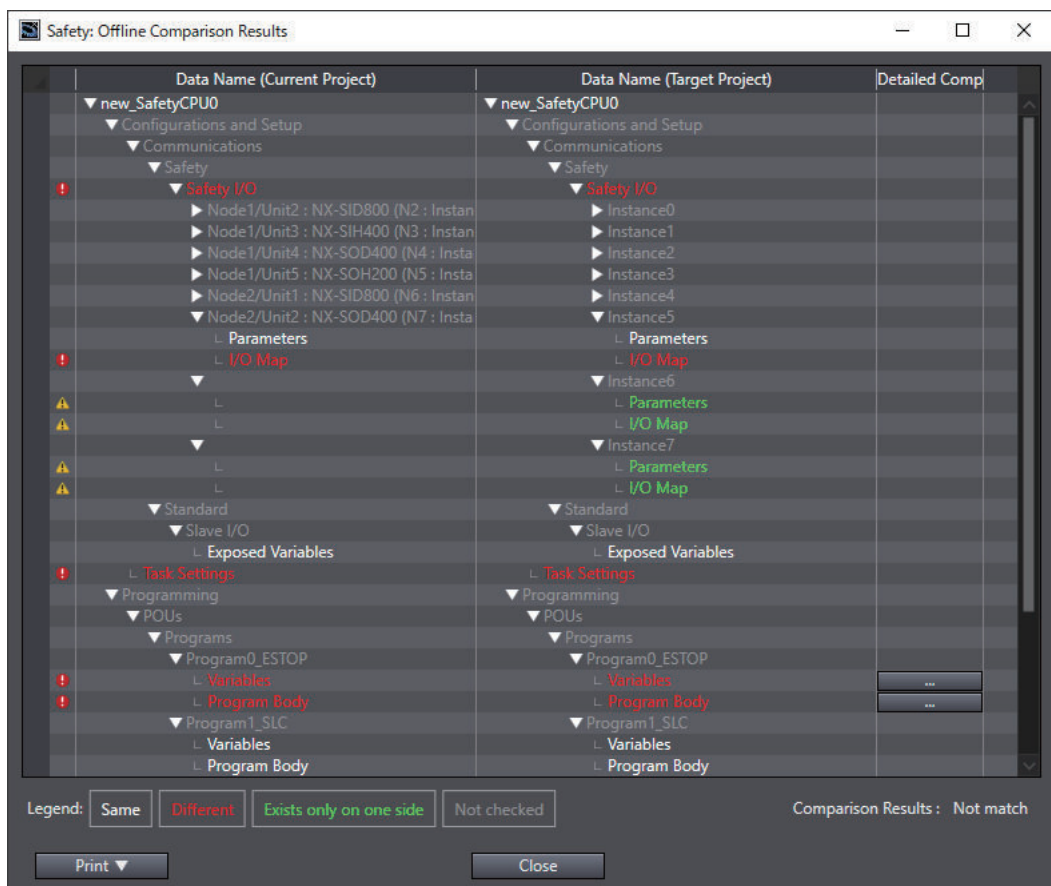 Safety: Offline Comparison Results
Data Name (Current Project) Data Name (Target Project) Detailed Comp
new_SafetyCPU0 new_SafetyCPU0
Configurations and Setup Configurations and Setup
Communications Communications
Safety Safety
Safety I/O Safety I/O
Node1/Unit2 : NX-SID800 (N2 : Instan Instance0
Node1/Unit3 : NX-SIH400 (N3 : Instan Instance1
Node1/Unit4 : NX-SOD400 (N4 : Insta Instance2
Node1/Unit5 : NX-SOH200 (N5 : Insta Instance3
Node2/Unit1 : NX-SID800 (N6 : Instan Instance4
Node2/Unit2 : NX-SOD400 (N7 : Insta Instance5
Parameters Parameters
I/O Map I/O Map
Instance6
Parameters
I/O Map
Instance7
Parameters
I/O Map
Standard Standard
Slave I/O Slave I/O
Exposed Variables Exposed Variables
Task Settings Task Settings
Programming Programming
POUs POUs
Programs Programs
Program0_ESTOP Program0_ESTOP
Variables Variables ...
Program Body Program Body ...
Program1_SLC Program1_SLC
Variables Variables
Program Body Program Body
Legend: Same Different Exists only on one side Not checked Comparison Results : Not match
Print ▼ Close